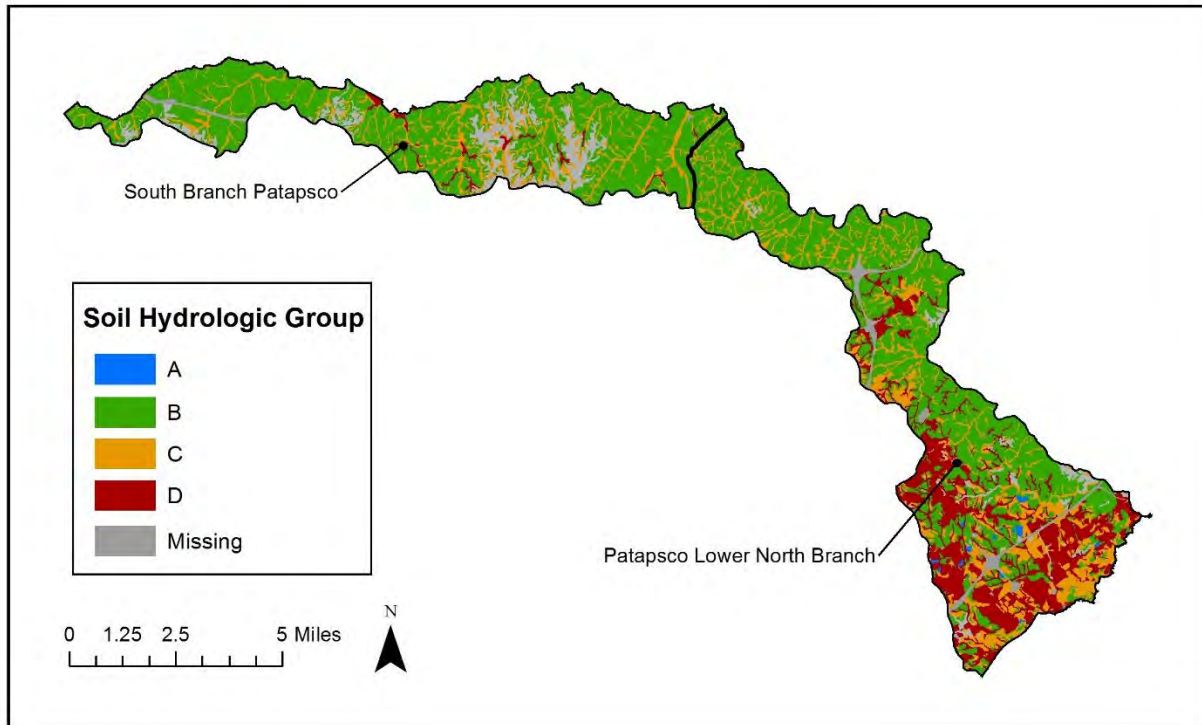 South Branch Patapsco
Soil Hydrologic Group
A
B
C
D
Missing
Patapsco Lower North Branch
0 1.25 2.5 5 Miles
N